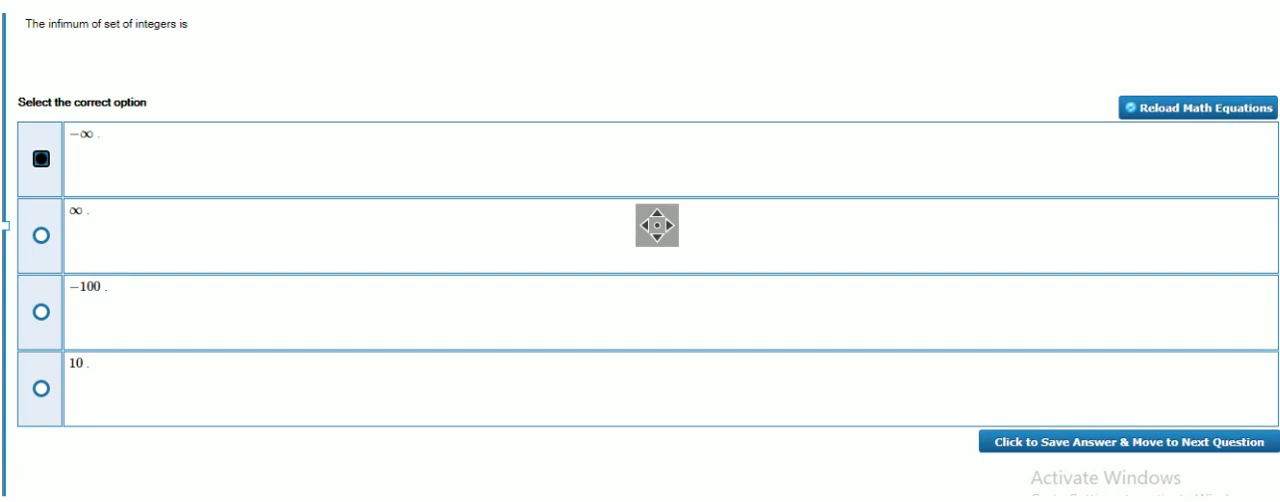 The infimum of set of integers is
Select the correct option
Reload Math Equations
−∞ .
∞ .
−100 .
10 .
Click to Save Answer & Move to Next Question
Activate Windows